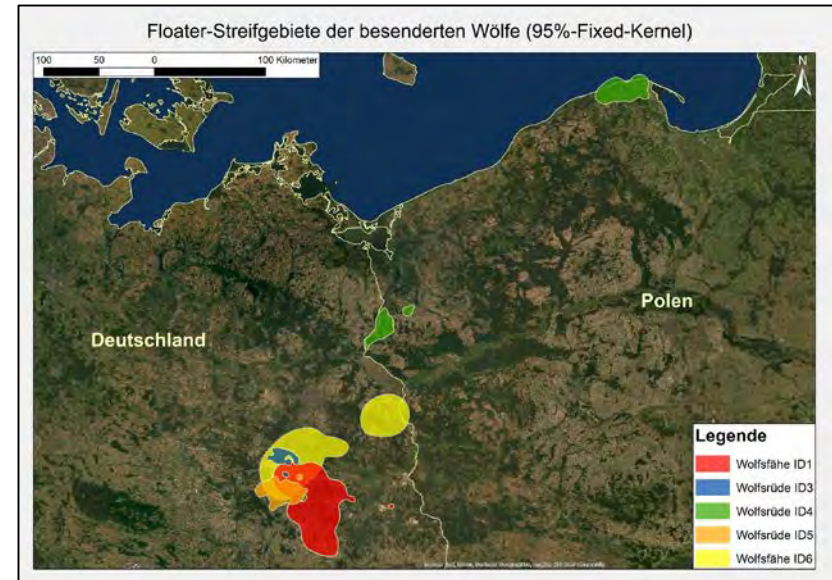 Floater-Streifgebiete der besenderten Wölfe (95%-Fixed-Kernel)
100 50 0 100 Kilometer
N
Polen
Deutschland
Legende
Wolfsfähe ID1
Wolfsrüde ID3
Wolfsrüde ID4
Wolfsrüde ID5
Wolfsfähe ID6